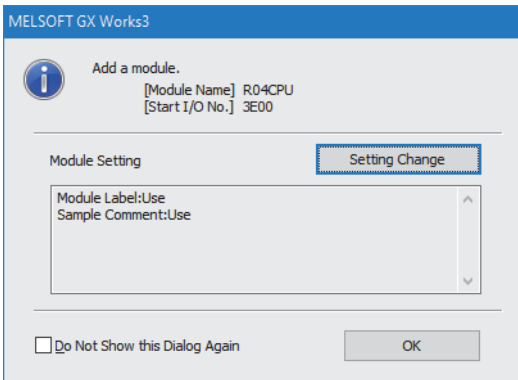 MELSOFT GX Works3
Add a module.
[Module Name] R04CPU
[Start I/O No.] 3E00
Module Setting
Setting Change
Module Label:Use
Sample Comment:Use
Do Not Show this Dialog Again
OK